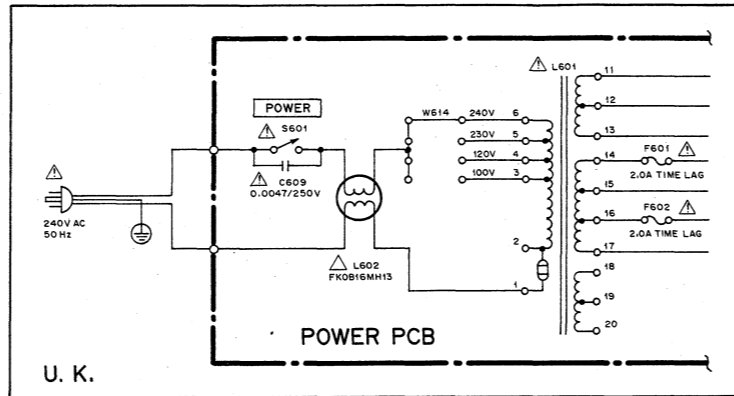 POWER
S601
C609
0.0047/250V
240V AC
50 Hz
L602
FKOB16MH13
W614
240V 6
230V 5
120V 4
100V 3
2
1
L601
11
12
13
14
F601
2.0A TIME LAG
15
16
F602
2.0A TIME LAG
17
18
19
20
POWER PCB
U. K.